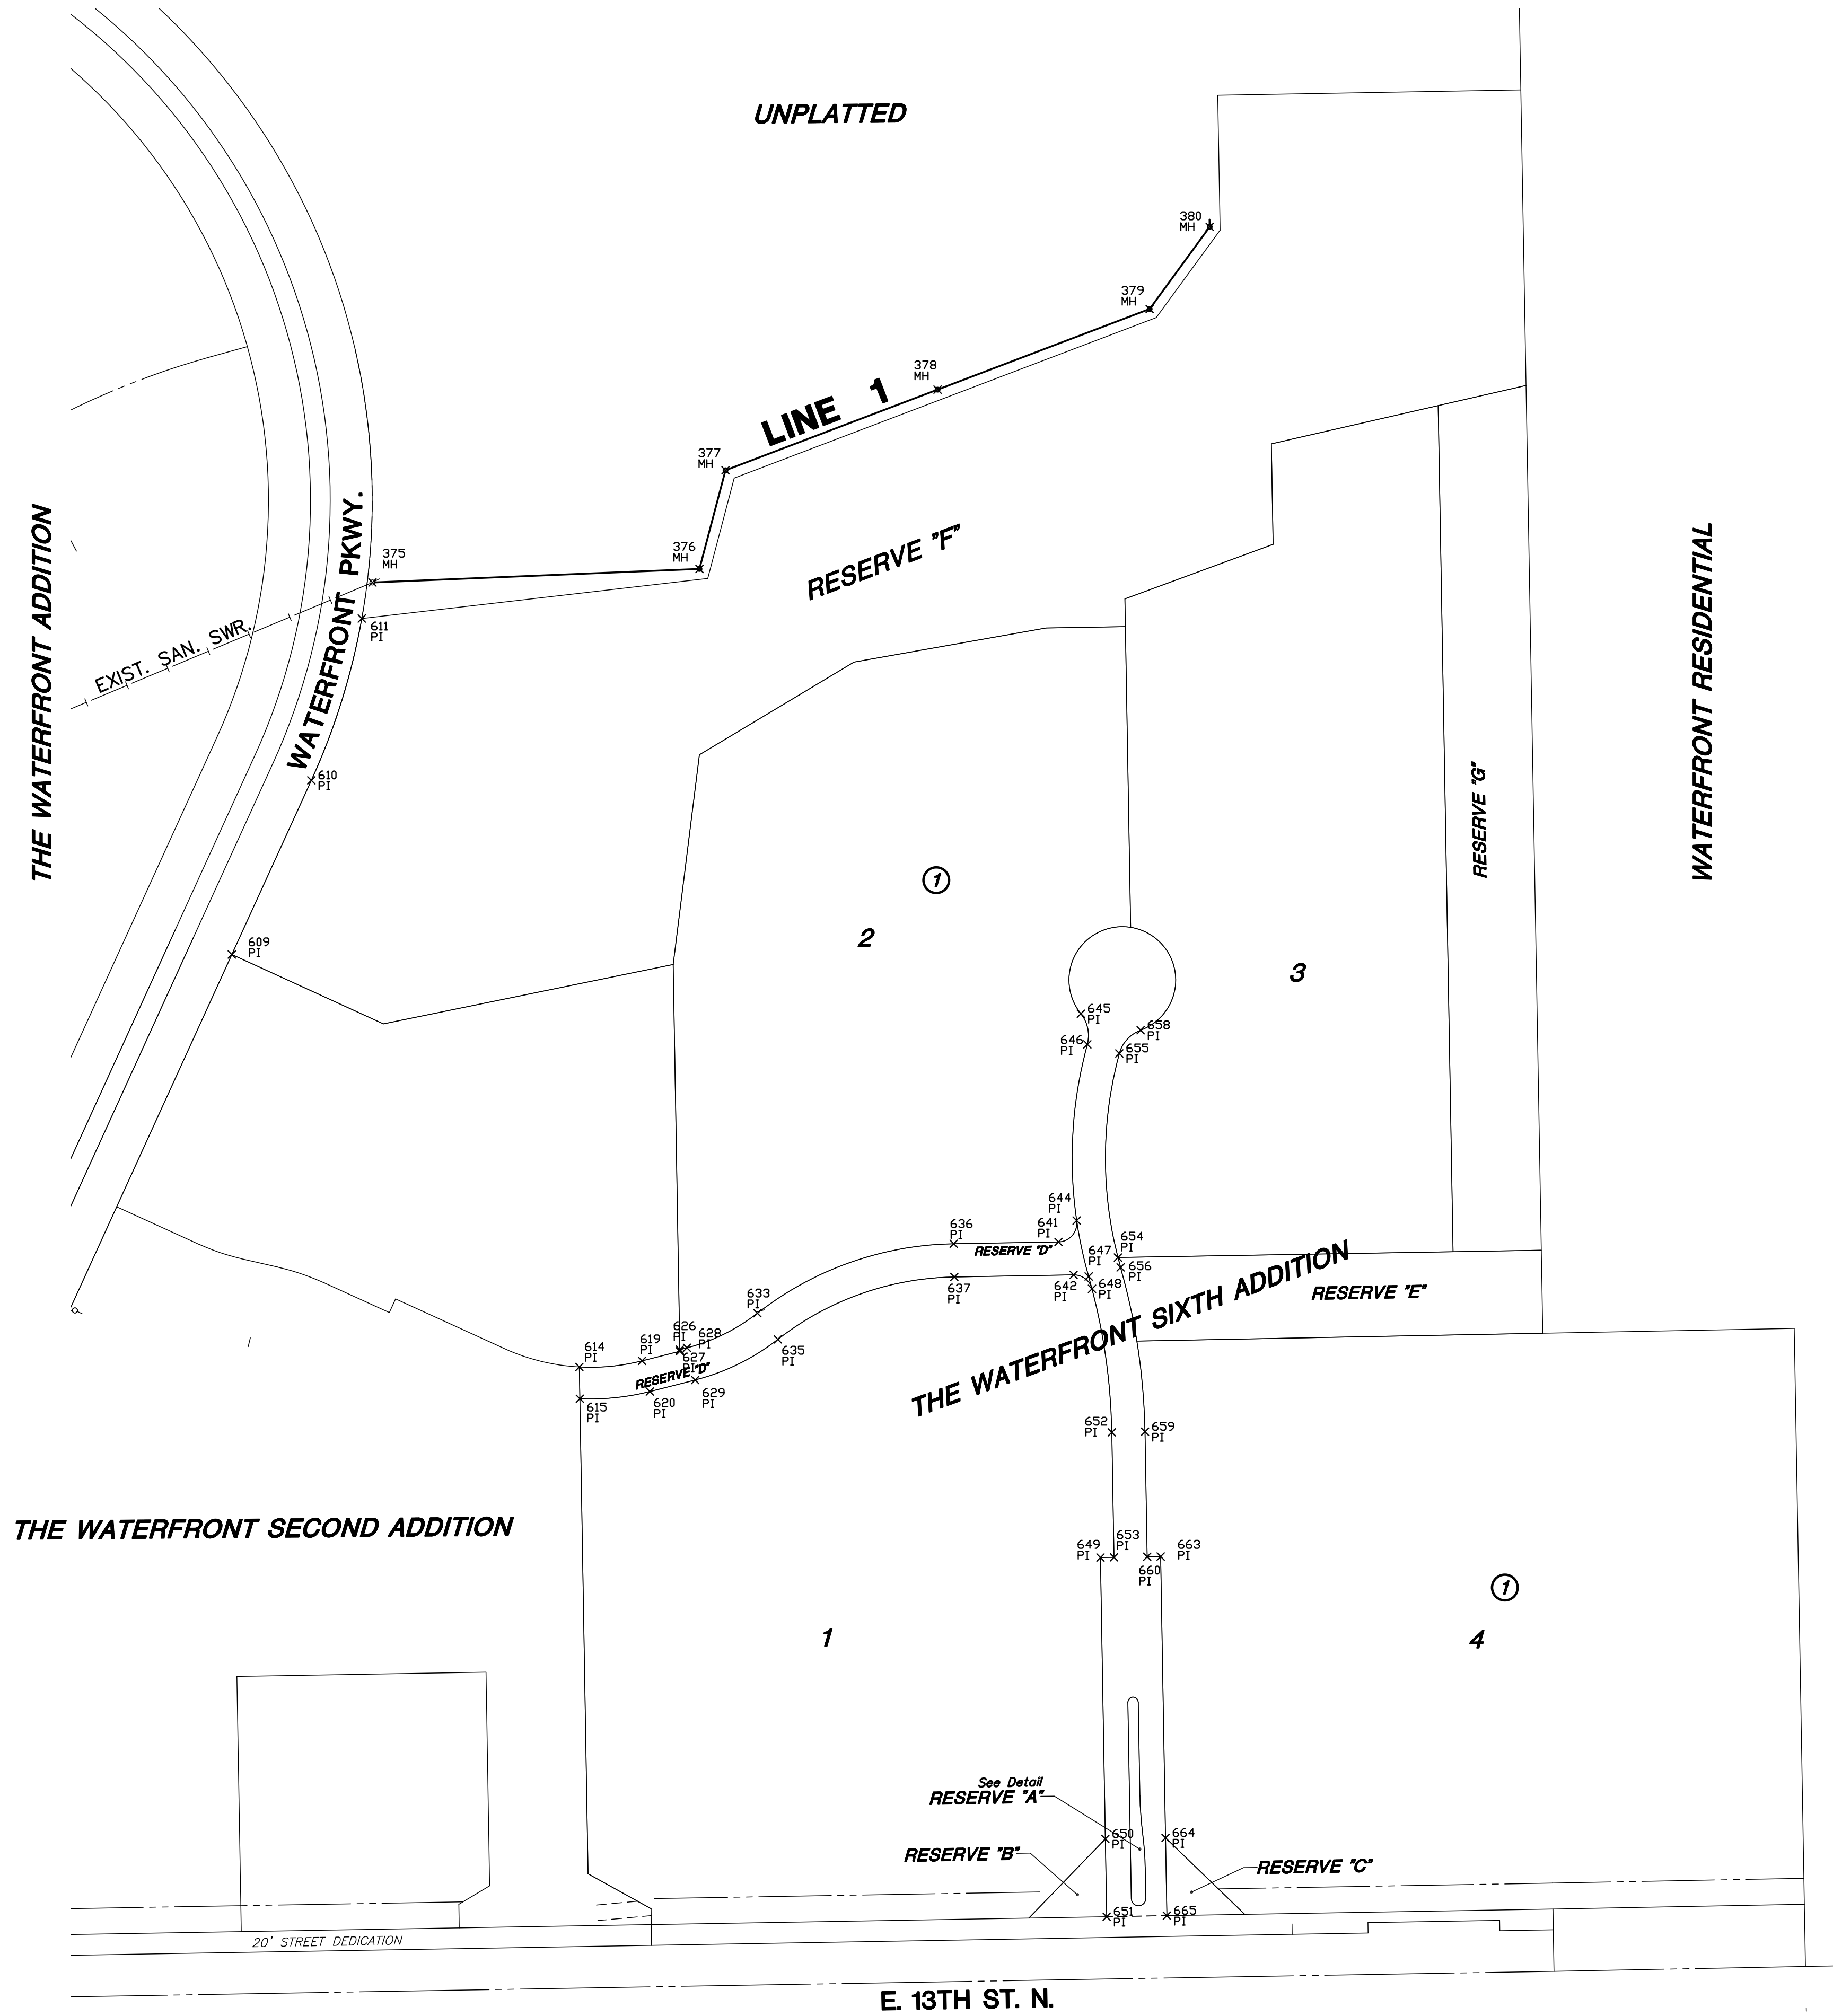 UNPLATTED
380
MH
379
MH
378
MH
LINE 1
377
MH
376
MH
375
MH
RESERVE "F"
THE WATERFRONT ADDITION
WATERFRONT PKWY.
WATERFRONT RESIDENTIAL
611
PI
EXIST. SAN. SWR.
610
PI
RESERVE "G"
1
2
609
PI
3
645
PI
658
PI
646
PI
655
PI
644
PI
636
PI
641
PI
RESERVE "D"
654
PI
647
PI
656
PI
637
PI
642
PI
648
PI
RESERVE "E"
THE WATERFRONT SIXTH ADDITION
633
PI
626
PI
628
PI
635
PI
614
PI
619
PI
627
PI
RESERVE "D"
629
PI
620
PI
615
PI
652
PI
659
PI
THE WATERFRONT SECOND ADDITION
649
PI
653
PI
663
PI
660
PI
1
1
4
See Detail
RESERVE "A"
650
PI
664
PI
RESERVE "B"
RESERVE "C"
651
PI
665
PI
20' STREET DEDICATION
E. 13TH ST. N.